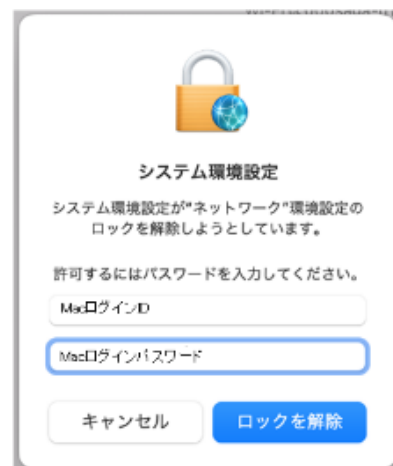 システム環境設定
システム環境設定が"ネットワーク"環境設定の
ロックを解除しようとしています。
許可するにはパスワードを入力してください。
MacログインID
Macログインパスワード
キャンセル
ロックを解除